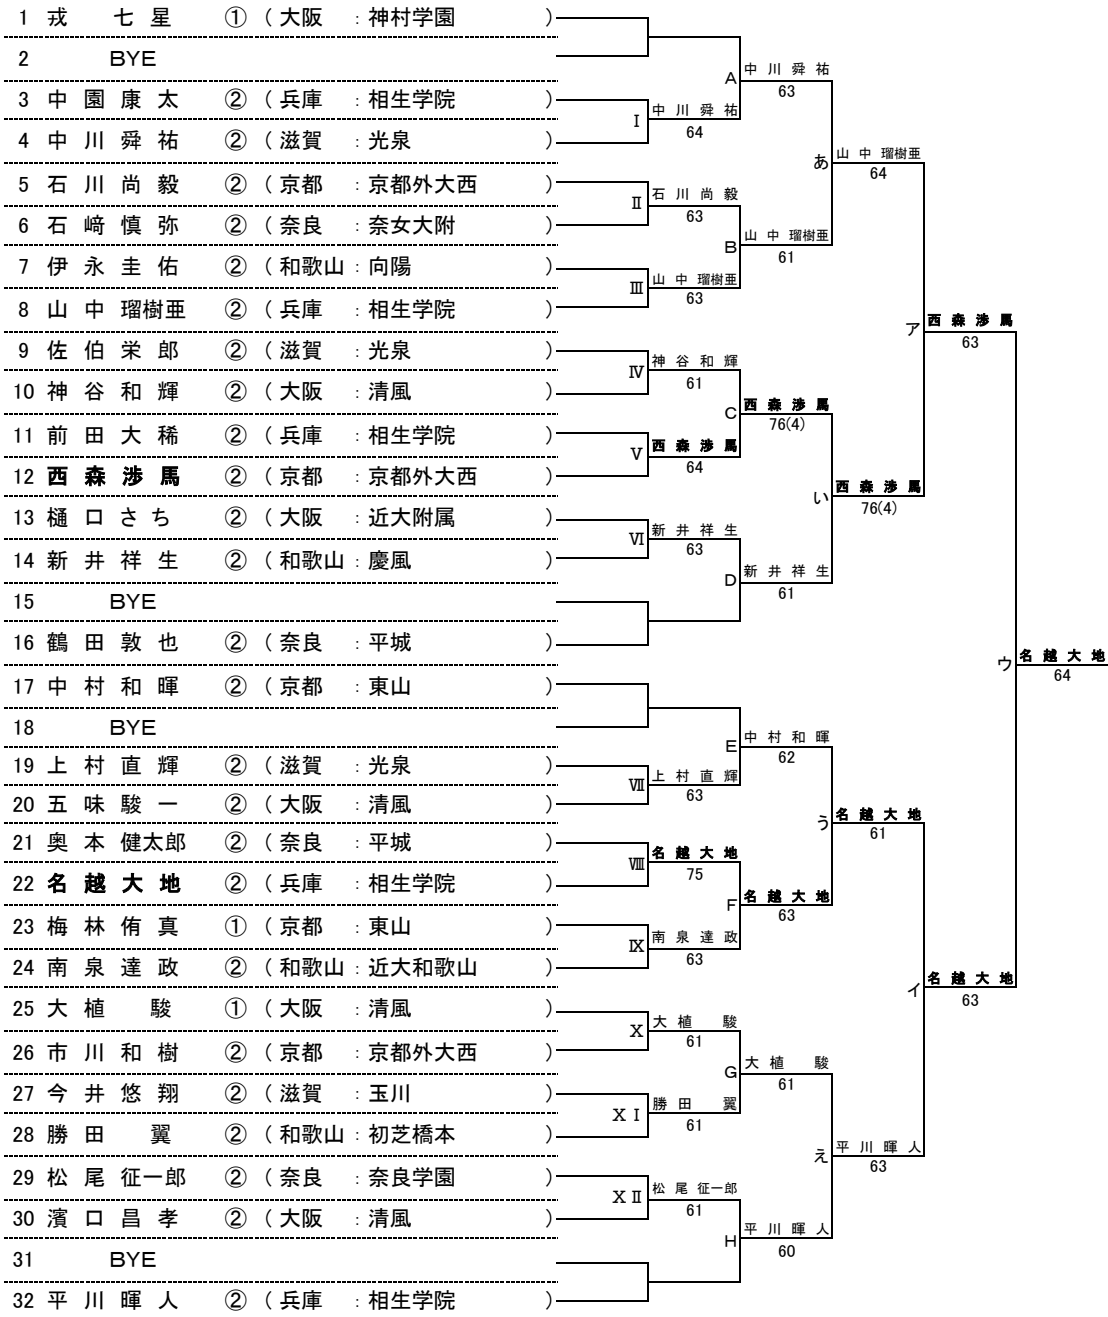 1 戎 七 星 ① ( 大阪 : 神村学園 )
2 BYE
3 中 園 康 太 ② ( 兵庫 : 相生学院 )
4 中 川 舜 祐 ② ( 滋賀 : 光泉 )
5 石 川 尚 毅 ② ( 京都 : 京都外大西 )
6 石 﨑 慎 弥 ② ( 奈良 : 奈女大附 )
7 伊 永 圭 佑 ② ( 和歌山 : 向陽 )
8 山 中 瑠樹亜 ② ( 兵庫 : 相生学院 )
9 佐 伯 栄 郎 ② ( 滋賀 : 光泉 )
10 神 谷 和 輝 ② ( 大阪 : 清風 )
11 前 田 大 稀 ② ( 兵庫 : 相生学院 )
12 西 森 渉 馬 ② ( 京都 : 京都外大西 )
13 樋 口 さ ち ② ( 大阪 : 近大附属 )
14 新 井 祥 生 ② ( 和歌山 : 慶風 )
15 BYE
16 鶴 田 敦 也 ② ( 奈良 : 平城 )
17 中 村 和 暉 ② ( 京都 : 東山 )
18 BYE
19 上 村 直 輝 ② ( 滋賀 : 光泉 )
20 五 味 駿 一 ② ( 大阪 : 清風 )
21 奥 本 健太郎 ② ( 奈良 : 平城 )
22 名 越 大 地 ② ( 兵庫 : 相生学院 )
23 梅 林 侑 真 ① ( 京都 : 東山 )
24 南 泉 達 政 ② ( 和歌山 : 近大和歌山 )
25 大 植 駿 ① ( 大阪 : 清風 )
26 市 川 和 樹 ② ( 京都 : 京都外大西 )
27 今 井 悠 翔 ② ( 滋賀 : 玉川 )
28 勝 田 翼 ② ( 和歌山 : 初芝橋本 )
29 松 尾 征一郎 ② ( 奈良 : 奈良学園 )
30 濱 口 昌 孝 ② ( 大阪 : 清風 )
31 BYE
32 平 川 暉 人 ② ( 兵庫 : 相生学院 )
Ⅰ 中 川 舜 祐
64
Ⅱ 石 川 尚 毅
63
Ⅲ 山 中 瑠樹亜
63
Ⅳ 神 谷 和 輝
61
Ⅴ 西 森 渉 馬
64
Ⅵ 新 井 祥 生
63
Ⅶ 上 村 直 輝
63
Ⅷ 名 越 大 地
75
Ⅸ 南 泉 達 政
63
Ⅹ 大 植 駿
61
ⅩⅠ 勝 田 翼
61
ⅩⅡ 松 尾 征一郎
61
A 中 川 舜 祐
63
B 山 中 瑠樹亜
61
C 西 森 渉 馬
76(4)
D 新 井 祥 生
61
E 中 村 和 暉
62
F 名 越 大 地
63
G 大 植 駿
61
H 平 川 暉 人
60
あ 山 中 瑠樹亜
64
い 西 森 渉 馬
76(4)
う 名 越 大 地
61
え 平 川 暉 人
63
ア 西 森 渉 馬
63
イ 名 越 大 地
63
ウ 名 越 大 地
64